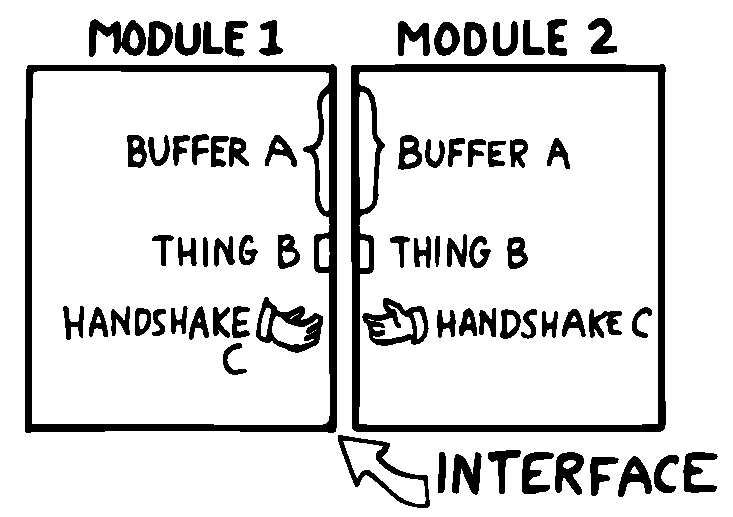 MODULE 1
MODULE 2
BUFFER A
BUFFER A
THING B
THING B
HANDSHAKE
C
HANDSHAKE C
INTERFACE